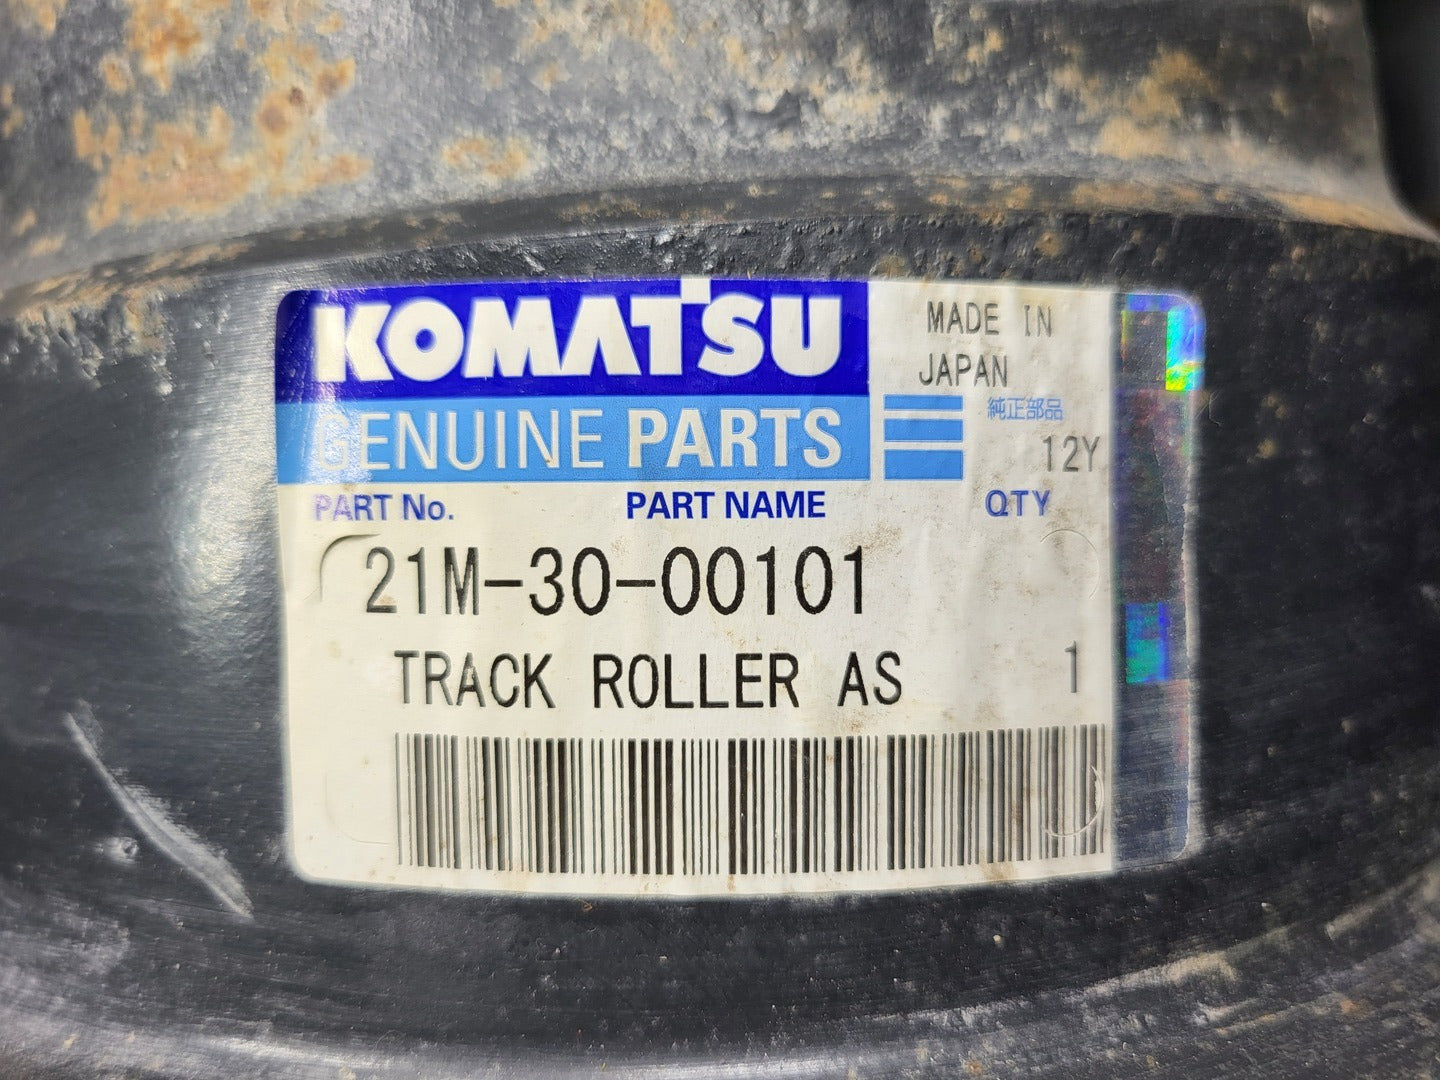 KOMATSU
MADE IN
JAPAN
GENUINE PARTS
純正部品
12Y
PART No. PART NAME QTY
21M-30-00101
TRACK ROLLER AS 1